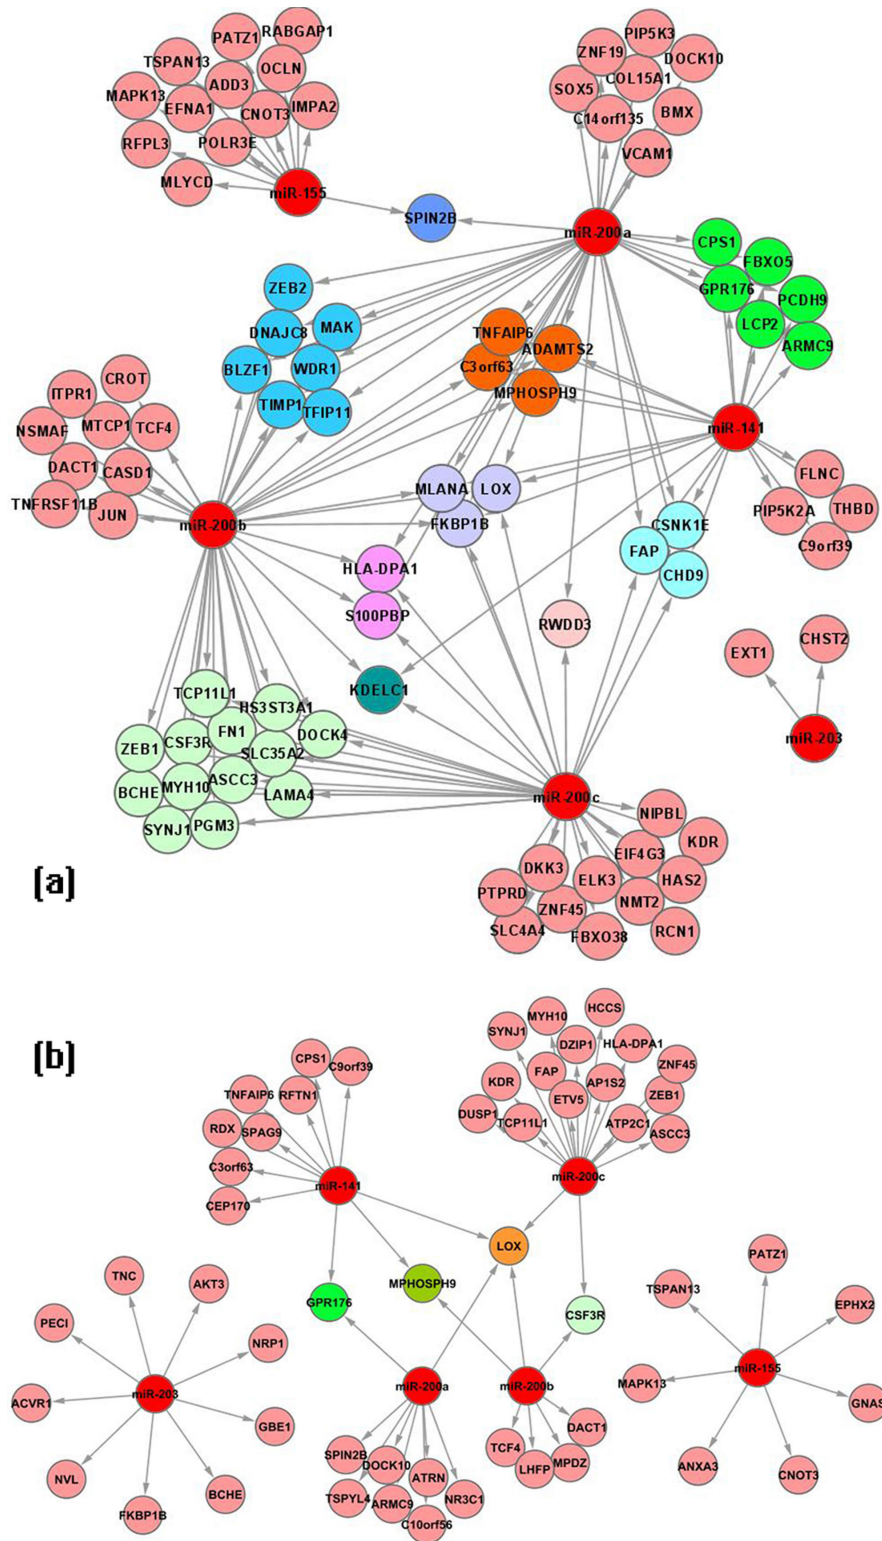 PATZ1
RABGAP1
TSPAN13
OCLN
ADD3
MAPK13
EFNA1
CNOT3
IMPA2
RFPL3
POLR3E
MLYCD
miR-155
SPIN2B
PIP5K3
ZNF19
DOCK10
COL15A1
SOX5
BMX
C14orf135
VCAM1
miR-200a
CPS1
FBXO5
GPR176
PCDH9
LCP2
ARMC9
ZEB2
DNAJC8
MAK
BLZF1
WDR1
TIMP1
TFIP11
TNFAIP6
ADAMTS2
C3orf63
MPHOSPH9
miR-141
CROT
ITPR1
MTCP1
TCF4
NSMAF
DACT1
CASD1
TNFRSF11B
JUN
miR-200b
MLANA
LOX
FKBP1B
CSNK1E
FAP
CHD9
FLNC
THBD
PIP5K2A
C9orf39
HLA-DPA1
S100PBP
RWDD3
KDELC1
EXT1
CHST2
miR-203
TCP11L1
HS3ST3A1
FN1
DOCK4
ZEB1
CSF3R
SLC35A2
BCHE
MYH10
ASCC3
LAMA4
SYNJ1
PGM3
miR-200c
NIPBL
KDR
EIF4G3
DKK3
ELK3
HAS2
PTPRD
ZNF45
NMT2
SLC4A4
FBXO38
RCN1
[a]
[b]
CPS1
C9orf39
TNFAIP6
RFTN1
RDX
SPAG9
C3orf63
CEP170
miR-141
HCCS
MYH10
SYNJ1
DZIP1
HLA-DPA1
ZNF45
FAP
KDR
AP1S2
ETV5
ZEB1
DUSP1
TCP11L1
ATP2C1
ASCC3
miR-200c
LOX
MPHOSPH9
GPR176
CSF3R
TNC
AKT3
PECI
NRP1
miR-203
ACVR1
GBE1
NVL
BCHE
FKBP1B
miR-200a
SPIN2B
DOCK10
ATRN
TSPYL4
ARMC9
NR3C1
C10orf56
miR-200b
DACT1
TCF4
LHFP
MPDZ
PATZ1
TSPAN13
EPHX2
miR-155
MAPK13
GNAS
ANXA3
CNOT3